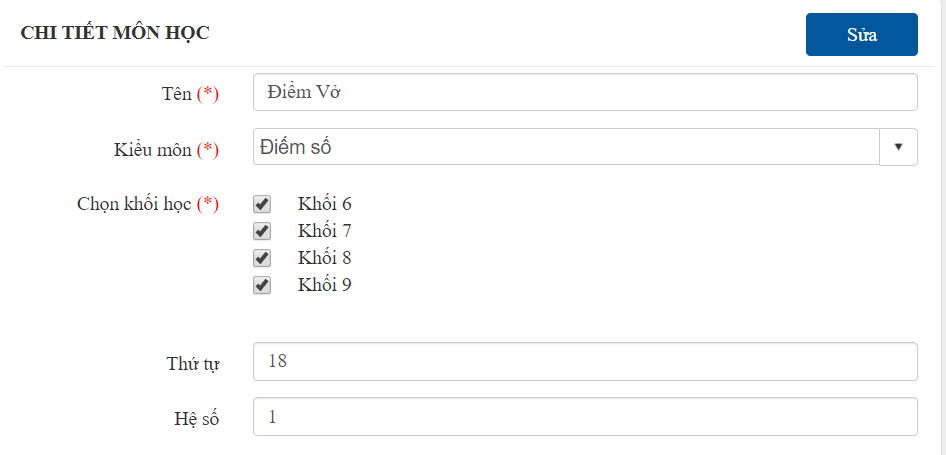 CHI TIẾT MÔN HỌC
Sửa
Tên (*) Điểm Vở
Kiểu môn (*) Điểm số
Chọn khối học (*) Khối 6
Khối 7
Khối 8
Khối 9
Thứ tự 18
Hệ số 1